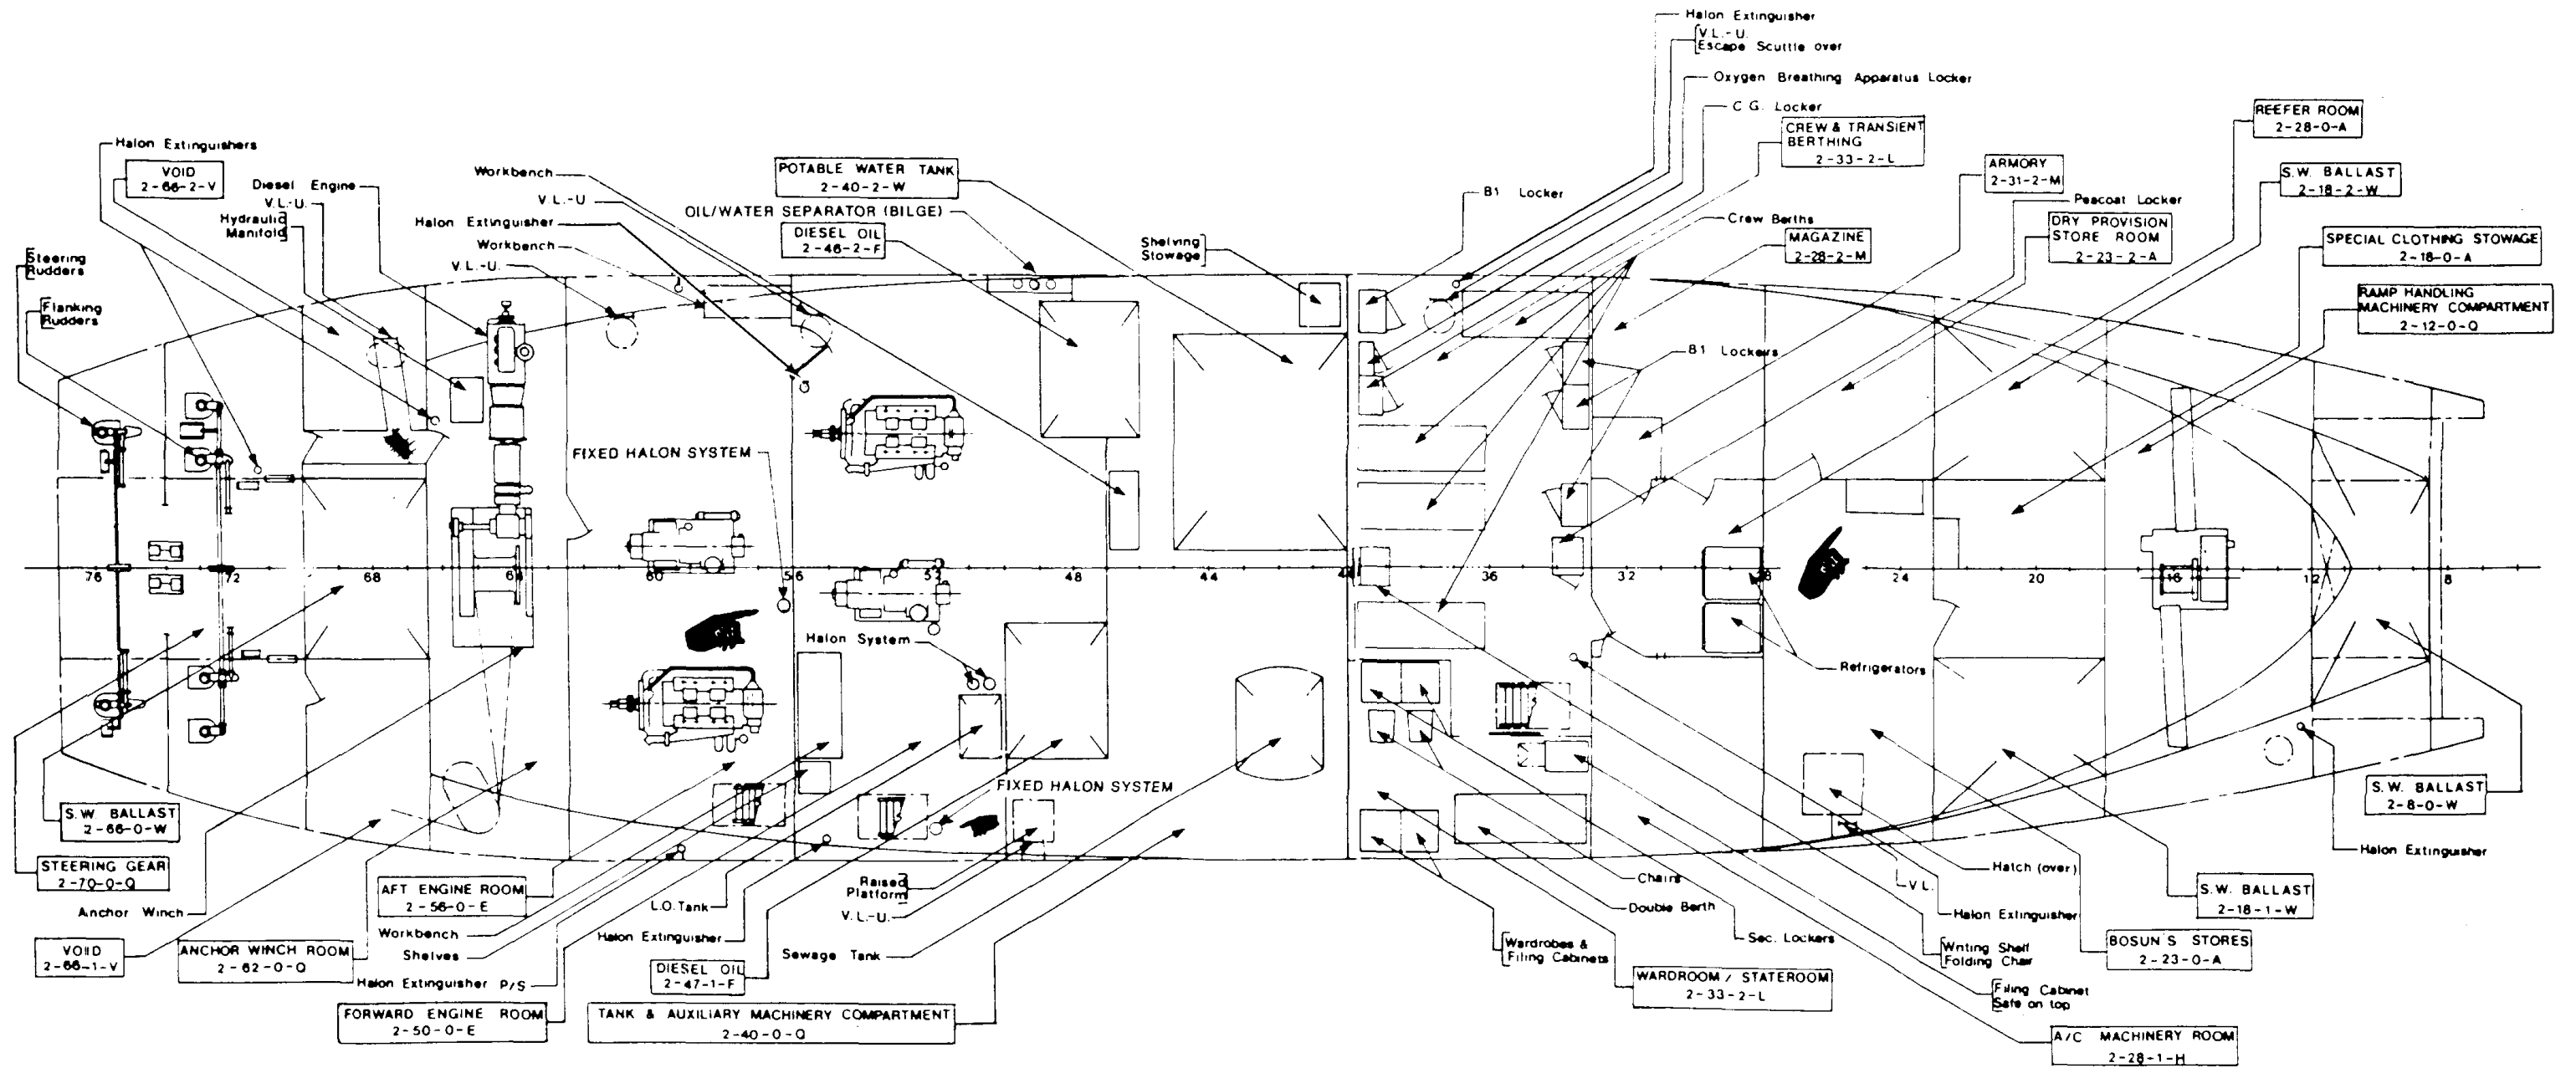 Halon Extinguisher
V.L.-U.
Escape Scuttle over
Oxygen Breathing Apparatus Locker
C G. Locker
CREW & TRANSIENT
BERTHING
2-33-2-L
REEFER ROOM
2-28-0-A
Halon Extinguishers
VOID
2-66-2-V
Diesel Engine
V.L.-U.
Hydraulic
Manifold
Steering
Rudders
Flanking
Rudders
Workbench
V.L.-U
Halon Extinguisher
Workbench
V.L.-U.
POTABLE WATER TANK
2-40-2-W
OIL/WATER SEPARATOR (BILGE)
DIESEL OIL
2-46-2-F
Shelving
Stowage
B1 Locker
Crew Berths
MAGAZINE
2-28-2-M
ARMORY
2-31-2-M
Peacoat Locker
DRY PROVISION
STORE ROOM
2-23-2-A
S.W. BALLAST
2-18-2-W
SPECIAL CLOTHING STOWAGE
2-18-0-A
RAMP HANDLING
MACHINERY COMPARTMENT
2-12-0-Q
B1 Lockers
FIXED HALON SYSTEM
76
72
68
64
60
56
52
48
44
36
32
28
24
20
16
12
8
Halon System
Refrigerators
FIXED HALON SYSTEM
S.W. BALLAST
2-66-0-W
STEERING GEAR
2-70-0-Q
Anchor Winch
VOID
2-66-1-V
ANCHOR WINCH ROOM
2-62-0-Q
AFT ENGINE ROOM
2-56-0-E
Workbench
Shelves
Halon Extinguisher P/S
FORWARD ENGINE ROOM
2-50-0-E
L.O. Tank
Halon Extinguisher
DIESEL OIL
2-47-1-F
TANK & AUXILIARY MACHINERY COMPARTMENT
2-40-0-Q
Raised
Platform
V.L.-U.
Sewage Tank
Chairs
Double Berth
Sec. Lockers
Wardrobes &
Filing Cabinets
WARDROOM / STATEROOM
2-33-2-L
V.L.
Hatch (over)
Halon Extinguisher
Writing Shelf
Folding Chair
Filing Cabinet
Safe on top
A/C MACHINERY ROOM
2-28-1-H
BOSUN'S STORES
2-23-0-A
S.W. BALLAST
2-18-1-W
S.W. BALLAST
2-8-0-W
Halon Extinguisher